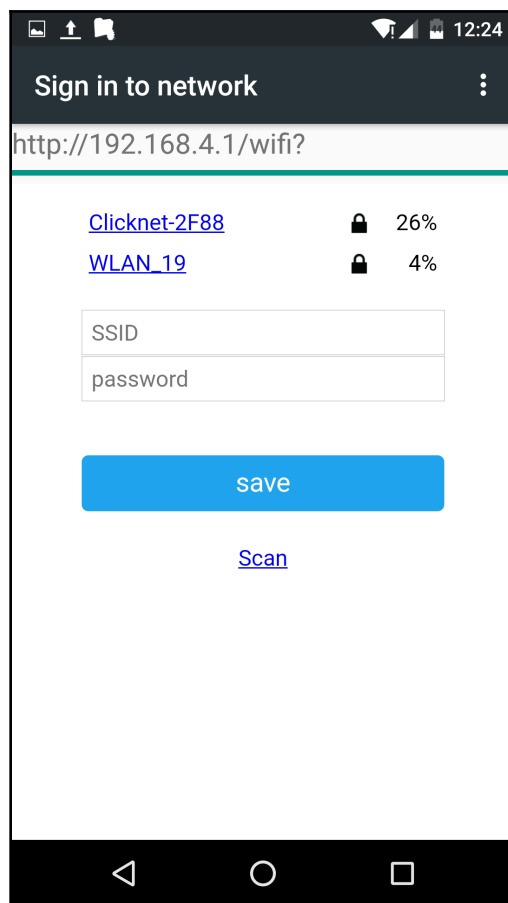 44 12:24
Sign in to network
http://192.168.4.1/wifi?
Clicknet-2F88 26%
WLAN_19 4%
SSID
password
save
Scan